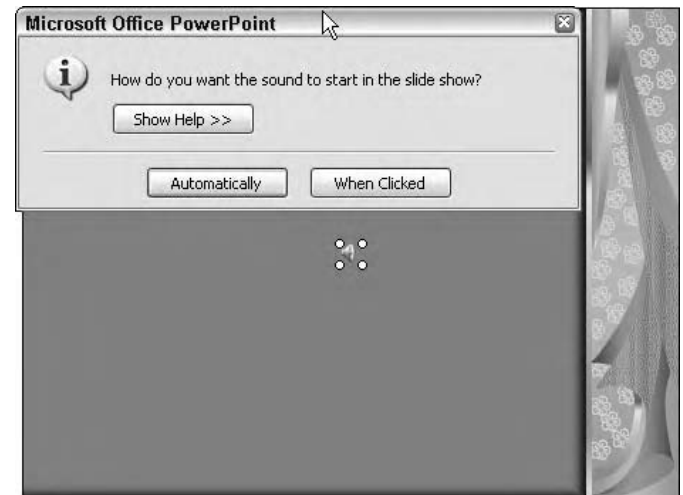 Microsoft Office PowerPoint
How do you want the sound to start in the slide show?
Show Help >>
Automatically
When Clicked